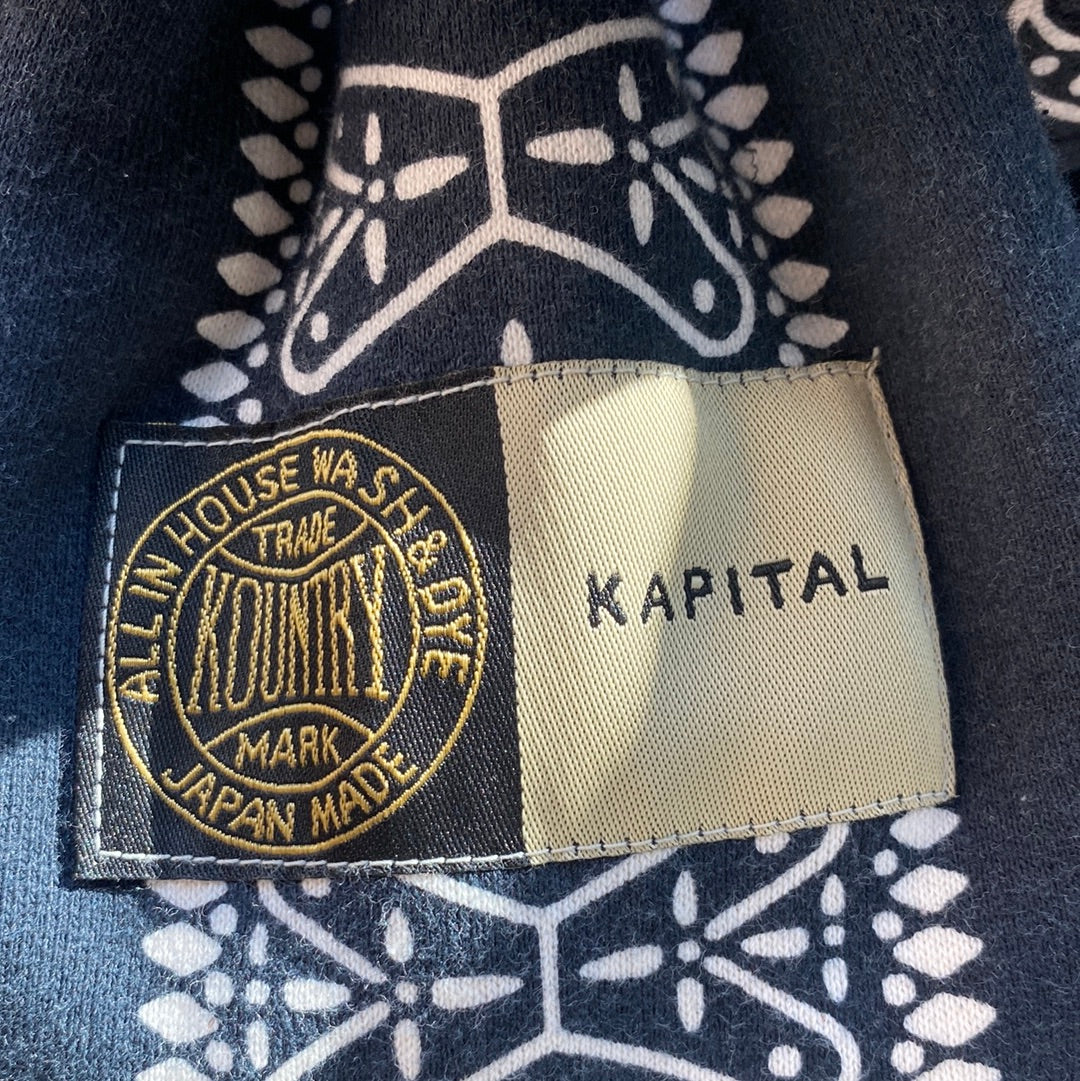 ALL IN HOUSE WASH & DYE
TRADE
KOUNTRY
MARK
JAPAN MADE
KAPITAL